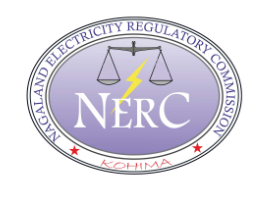 NAGALAND ELECTRICITY REGULATORY COMMISSION
NERC
KOHIMA